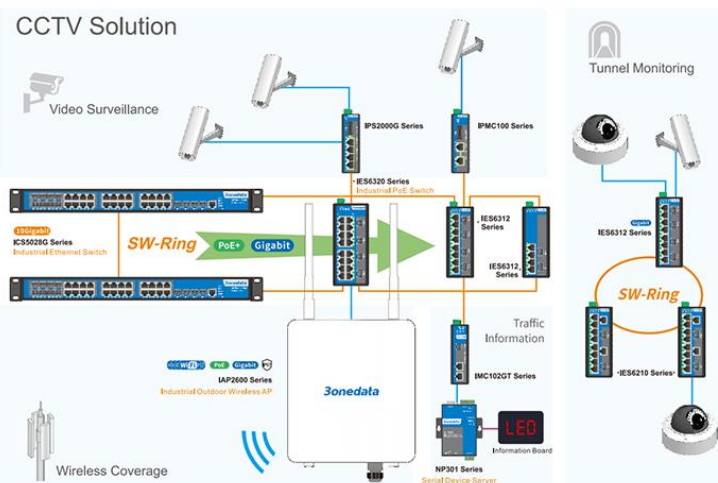 CCTV Solution
Video Surveillance
IPS2000G Series
IPMC100 Series
Tunnel Monitoring
IES6320 Series
Industrial PoE Switch
3onedata
10Gigabit
ICS5028G Series
Industrial Ethernet Switch
SW-Ring
PoE+
Gigabit
IES6312 Series
IES6312 Series
Gigabit
IES6312 Series
SW-Ring
IES6210 Series
3onedata
Traffic Information
WiFi
PoE
Gigabit
IAP2600 Series
Industrial Outdoor Wireless AP
3onedata
IMC102GT Series
LED
Information Board
NP301 Series
Serial Device Server
Wireless Coverage